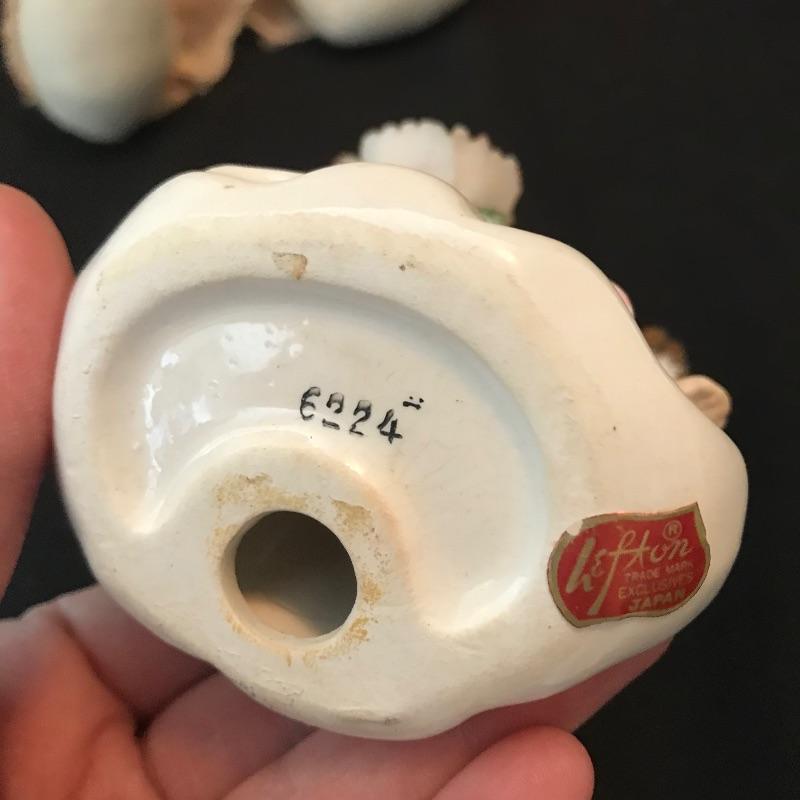 6224
Lefton ®
TRADE MARK
EXCLUSIVES
JAPAN